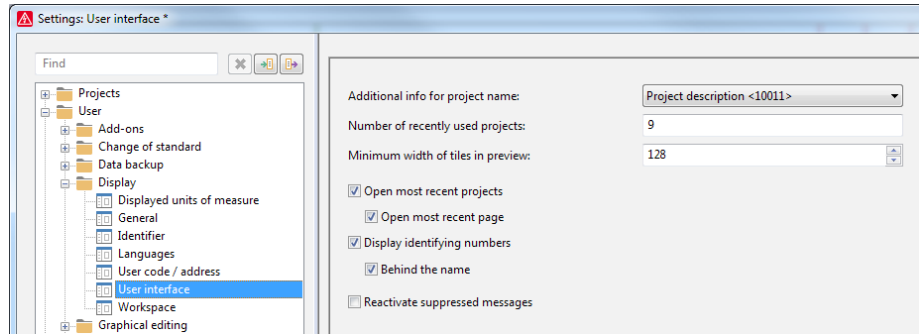 Settings: User interface *
Find
Projects
User
Add-ons
Change of standard
Data backup
Display
Displayed units of measure
General
Identifier
Languages
User code / address
User interface
Workspace
Graphical editing
Additional info for project name:
Project description <10011>
Number of recently used projects:
9
Minimum width of tiles in preview:
128
Open most recent projects
Open most recent page
Display identifying numbers
Behind the name
Reactivate suppressed messages